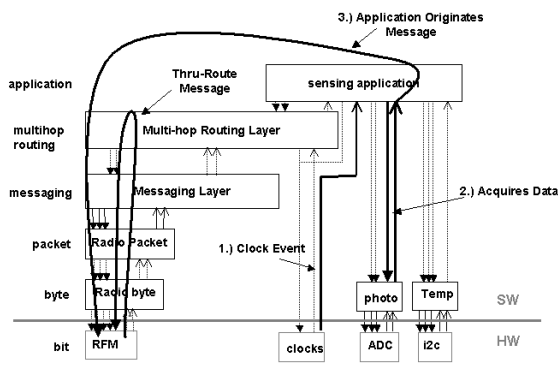 3.) Application Originates
Message
application
sensing application
Thru-Route
Message
multihop
routing
Multi-hop Routing Layer
messaging
Messaging Layer
2.) Acquires Data
packet
Radio Packet
1.) Clock Event
byte
Radio byte
photo
Temp
SW
HW
bit
RFM
clocks
ADC
i2c